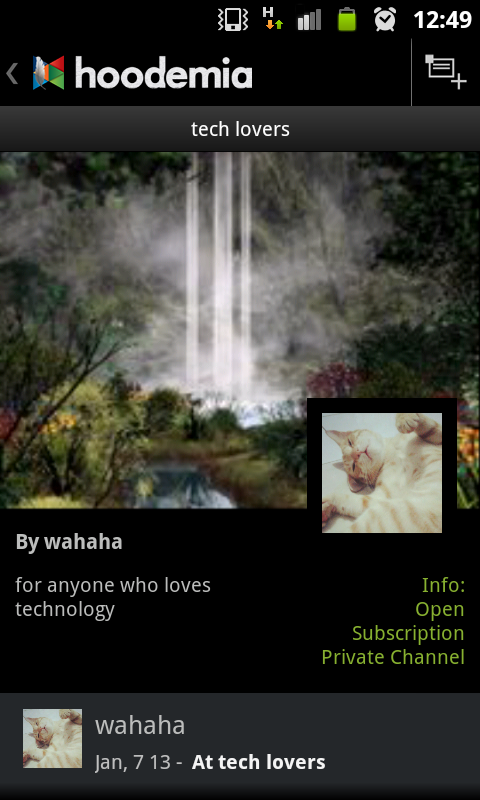 H 12:49
hoodemia
tech lovers
By wahaha
for anyone who loves
technology
Info:
Open
Subscription
Private Channel
wahaha
Jan, 7 13 - At tech lovers